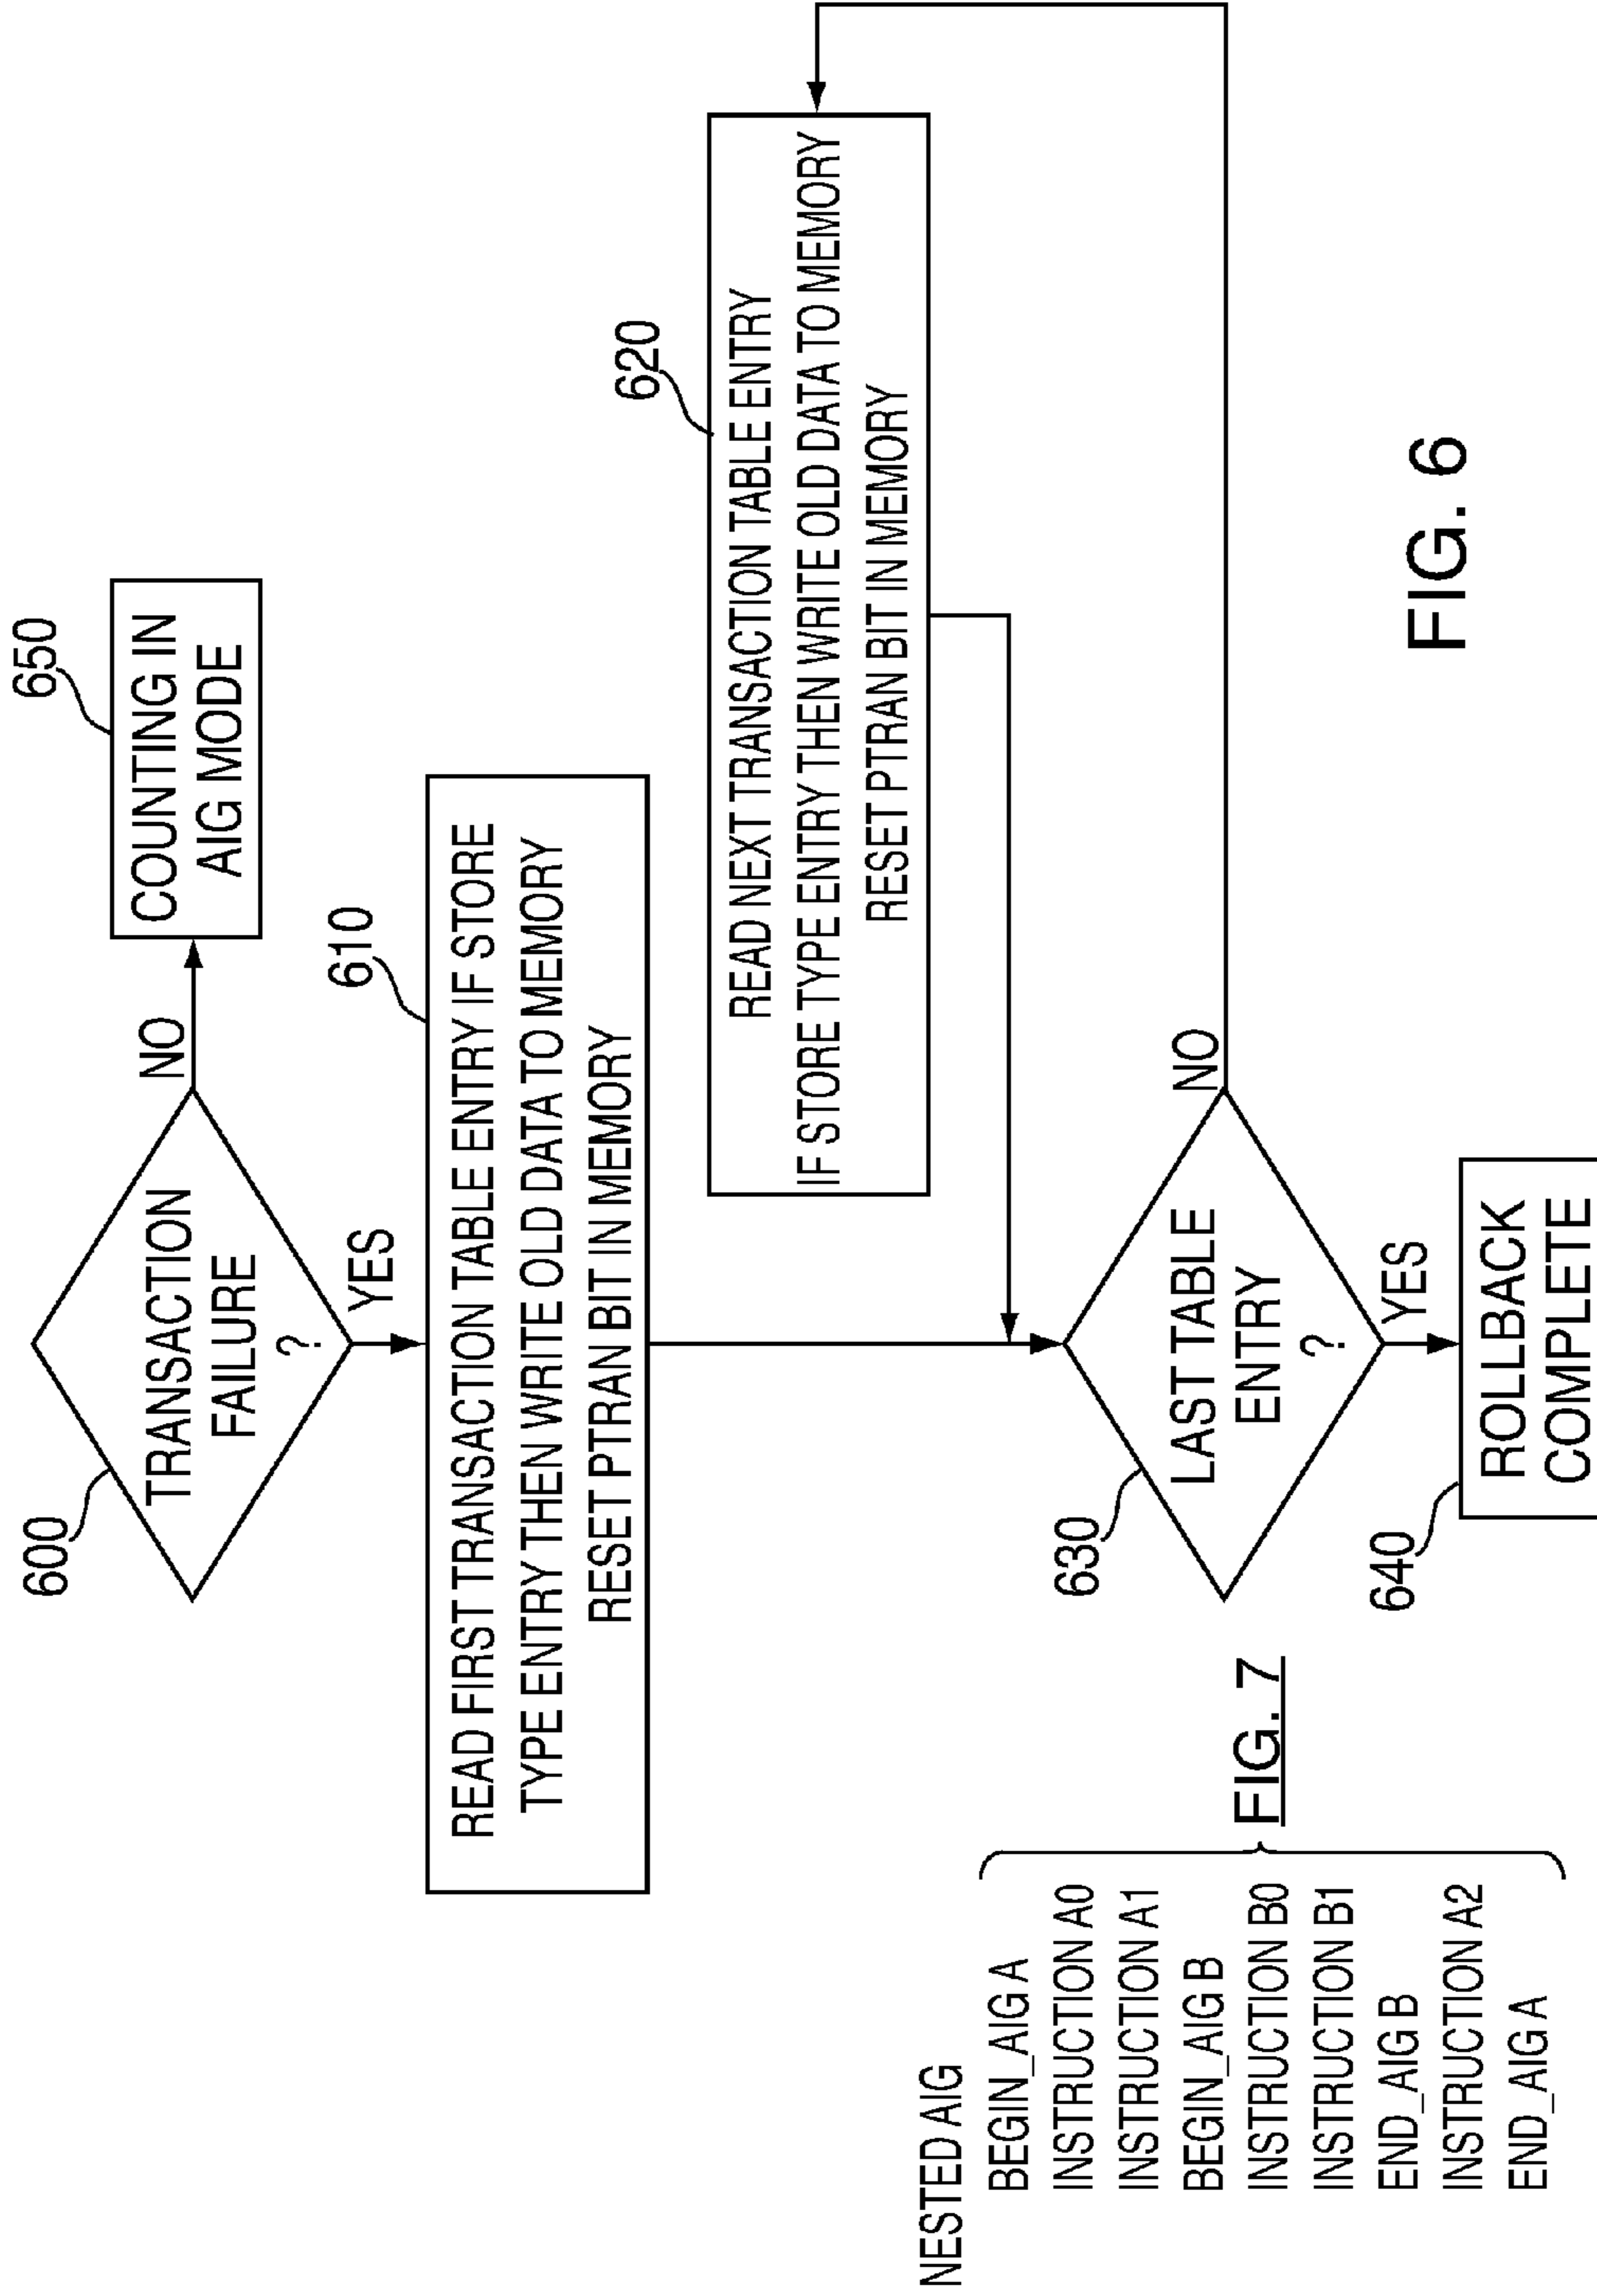 600
TRANSACTION
FAILURE
?
NO
650
COUNTING IN
AIG MODE
YES
610
READ FIRST TRANSACTION TABLE ENTRY IF STORE
TYPE ENTRY THEN WRITE OLD DATA TO MEMORY
RESET PTRAN BIT IN MEMORY
620
READ NEXT TRANSACTION TABLE ENTRY
IF STORE TYPE ENTRY THEN WRITE OLD DATA TO MEMORY
RESET PTRAN BIT IN MEMORY
630
LAST TABLE
ENTRY
?
NO
YES
640
ROLLBACK
COMPLETE
FIG. 6
NESTED AIG
BEGIN_AIG A
INSTRUCTION A0
INSTRUCTION A1
BEGIN_AIG B
INSTRUCTION B0
INSTRUCTION B1
END_AIG B
INSTRUCTION A2
END_AIG A
FIG. 7